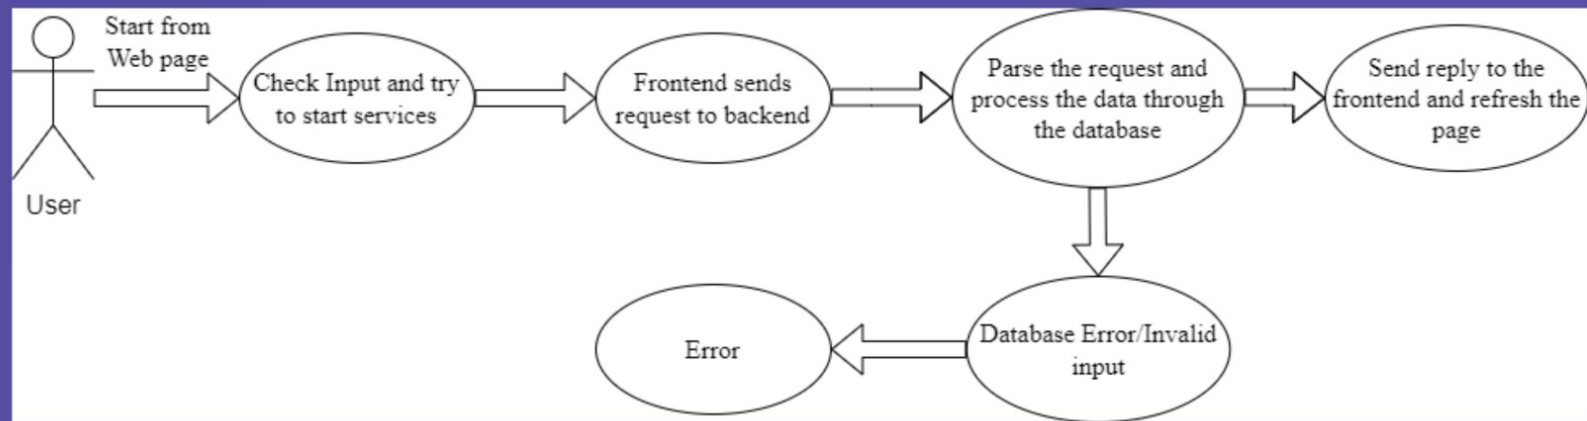 Start from
Web page
User
Check Input and try
to start services
Frontend sends
request to backend
Parse the request and
process the data through
the database
Send reply to the
frontend and refresh the
page
Database Error/Invalid
input
Error